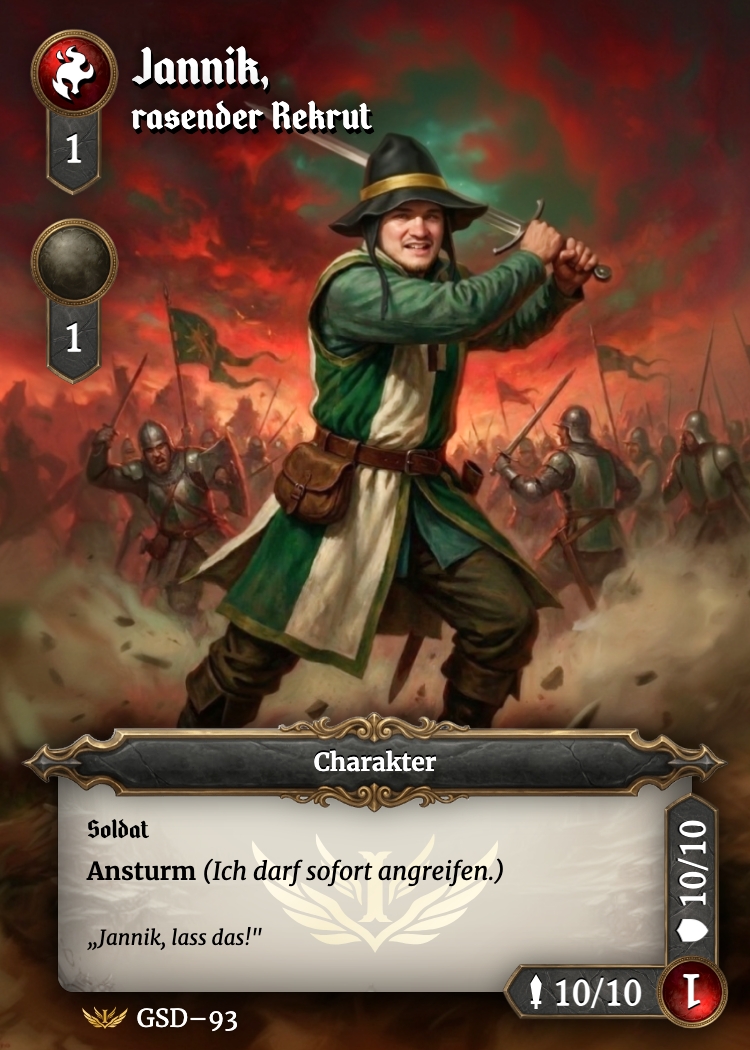 Jannik,
rasender Rekrut
1
1
Charakter
Soldat
Ansturm (Ich darf sofort angreifen.)
„Jannik, lass das!"
10/10
10/10
1
GSD–93